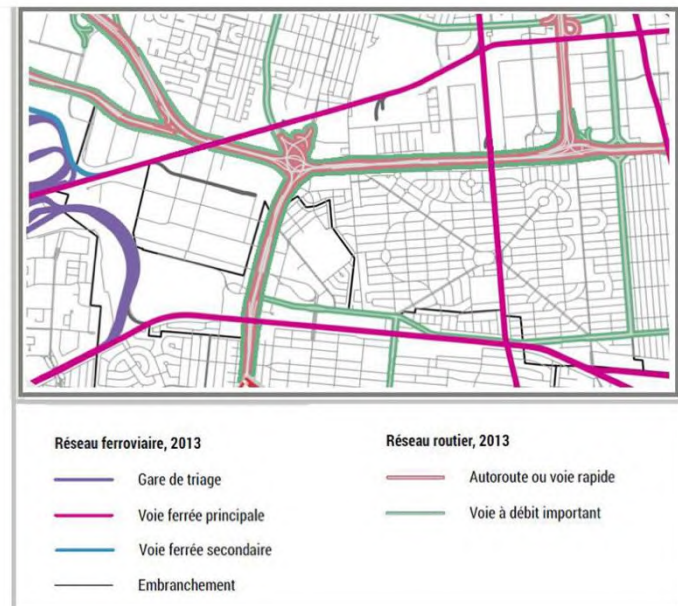 Réseau ferroviaire, 2013
Gare de triage
Voie ferrée principale
Voie ferrée secondaire
Embranchement
Réseau routier, 2013
Autoroute ou voie rapide
Voie à débit important